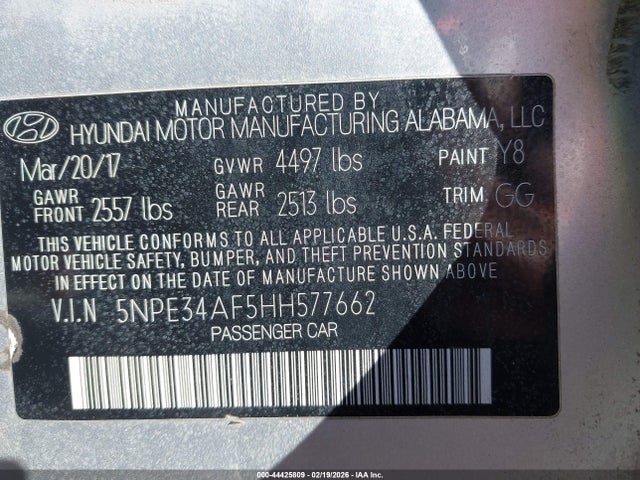 MANUFACTURED BY
HYUNDAI MOTOR MANUFACTURING ALABAMA, LLC
Mar/20/17 GVWR 4497 lbs PAINT Y8
GAWR FRONT 2557 lbs GAWR REAR 2513 lbs TRIM GG
THIS VEHICLE CONFORMS TO ALL APPLICABLE U.S.A. FEDERAL
MOTOR VEHICLE SAFETY, BUMPER, AND THEFT PREVENTION STANDARDS
IN EFFECT ON THE DATE OF MANUFACTURE SHOWN ABOVE.
V.I.N 5NPE34AF5HH577662
PASSENGER CAR
000-44425809 - 02/19/2026 - IAA Inc.